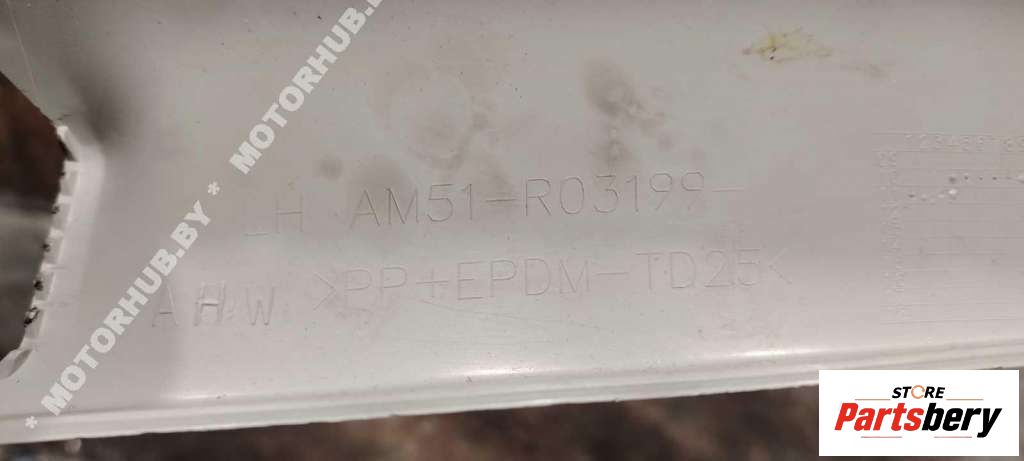 * MOTORHUB.BY * MOTORHUB.BY
LH AM51-R03199-
AHW >PP+EPDM-TD25<
STORE
Partsbery